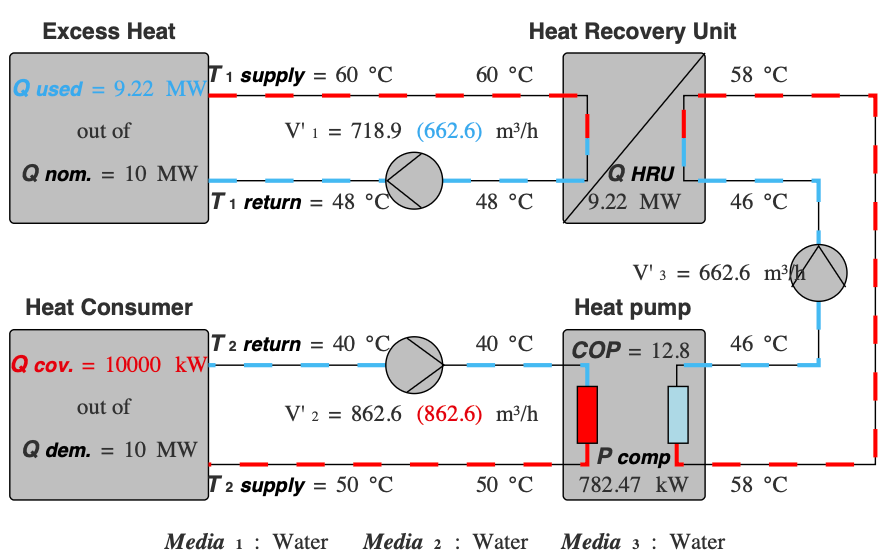 Excess Heat
Heat Recovery Unit
Q used = 9.22 MW
out of
Q nom. = 10 MW
T 1 supply = 60 °C
60 °C
58 °C
V' 1 = 718.9 (662.6) m³/h
Q HRU
9.22 MW
T 1 return = 48 °C
48 °C
46 °C
V' 3 = 662.6 m³/h
Heat Consumer
Heat pump
Q cov. = 10000 kW
out of
Q dem. = 10 MW
T 2 return = 40 °C
40 °C
COP = 12.8
46 °C
V' 2 = 862.6 (862.6) m³/h
P comp
782.47 kW
T 2 supply = 50 °C
50 °C
58 °C
Media 1 : Water Media 2 : Water Media 3 : Water